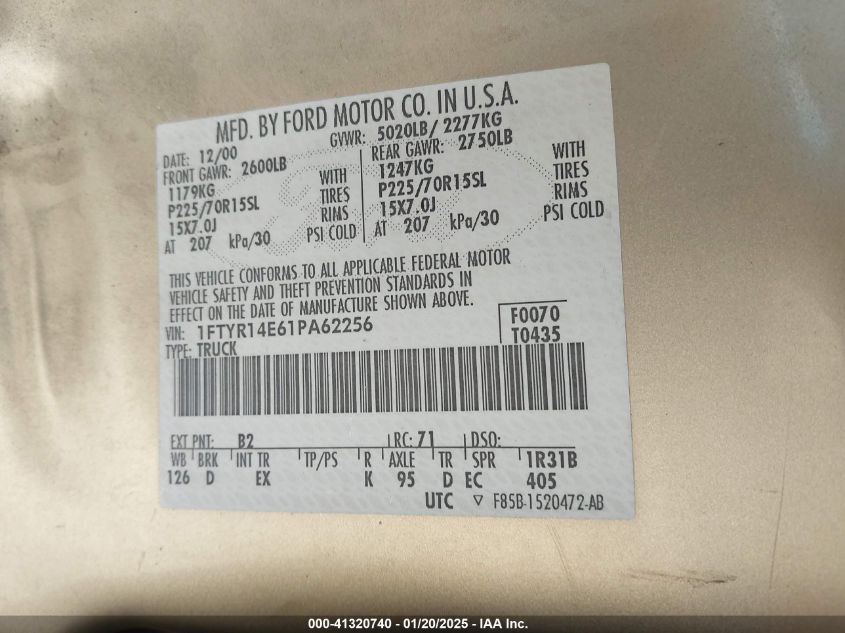 MFD. BY FORD MOTOR CO. IN U.S.A.
DATE: 12/00 GVWR: 5020LB/ 2277KG
FRONT GAWR: 2600LB REAR GAWR: 2750LB
1179KG WITH 1247KG WITH
P225/70R15SL TIRES P225/70R15SL TIRES
15X7.0J RIMS 15X7.0J RIMS
AT 207 kPa/30 PSI COLD AT 207 kPa/30 PSI COLD
THIS VEHICLE CONFORMS TO ALL APPLICABLE FEDERAL MOTOR
VEHICLE SAFETY AND THEFT PREVENTION STANDARDS IN
EFFECT ON THE DATE OF MANUFACTURE SHOWN ABOVE.
VIN: 1FTYR14E61PA62256 F0070
TYPE: TRUCK T0435
EXT PNT: B2 RC: 71 DSO:
WB BRK INT TR TP/PS R AXLE TR SPR 1R31B
126 D EX K 95 D EC 405
UTC ▽ F85B-1520472-AB
000-41320740 - 01/20/2025 - IAA Inc.